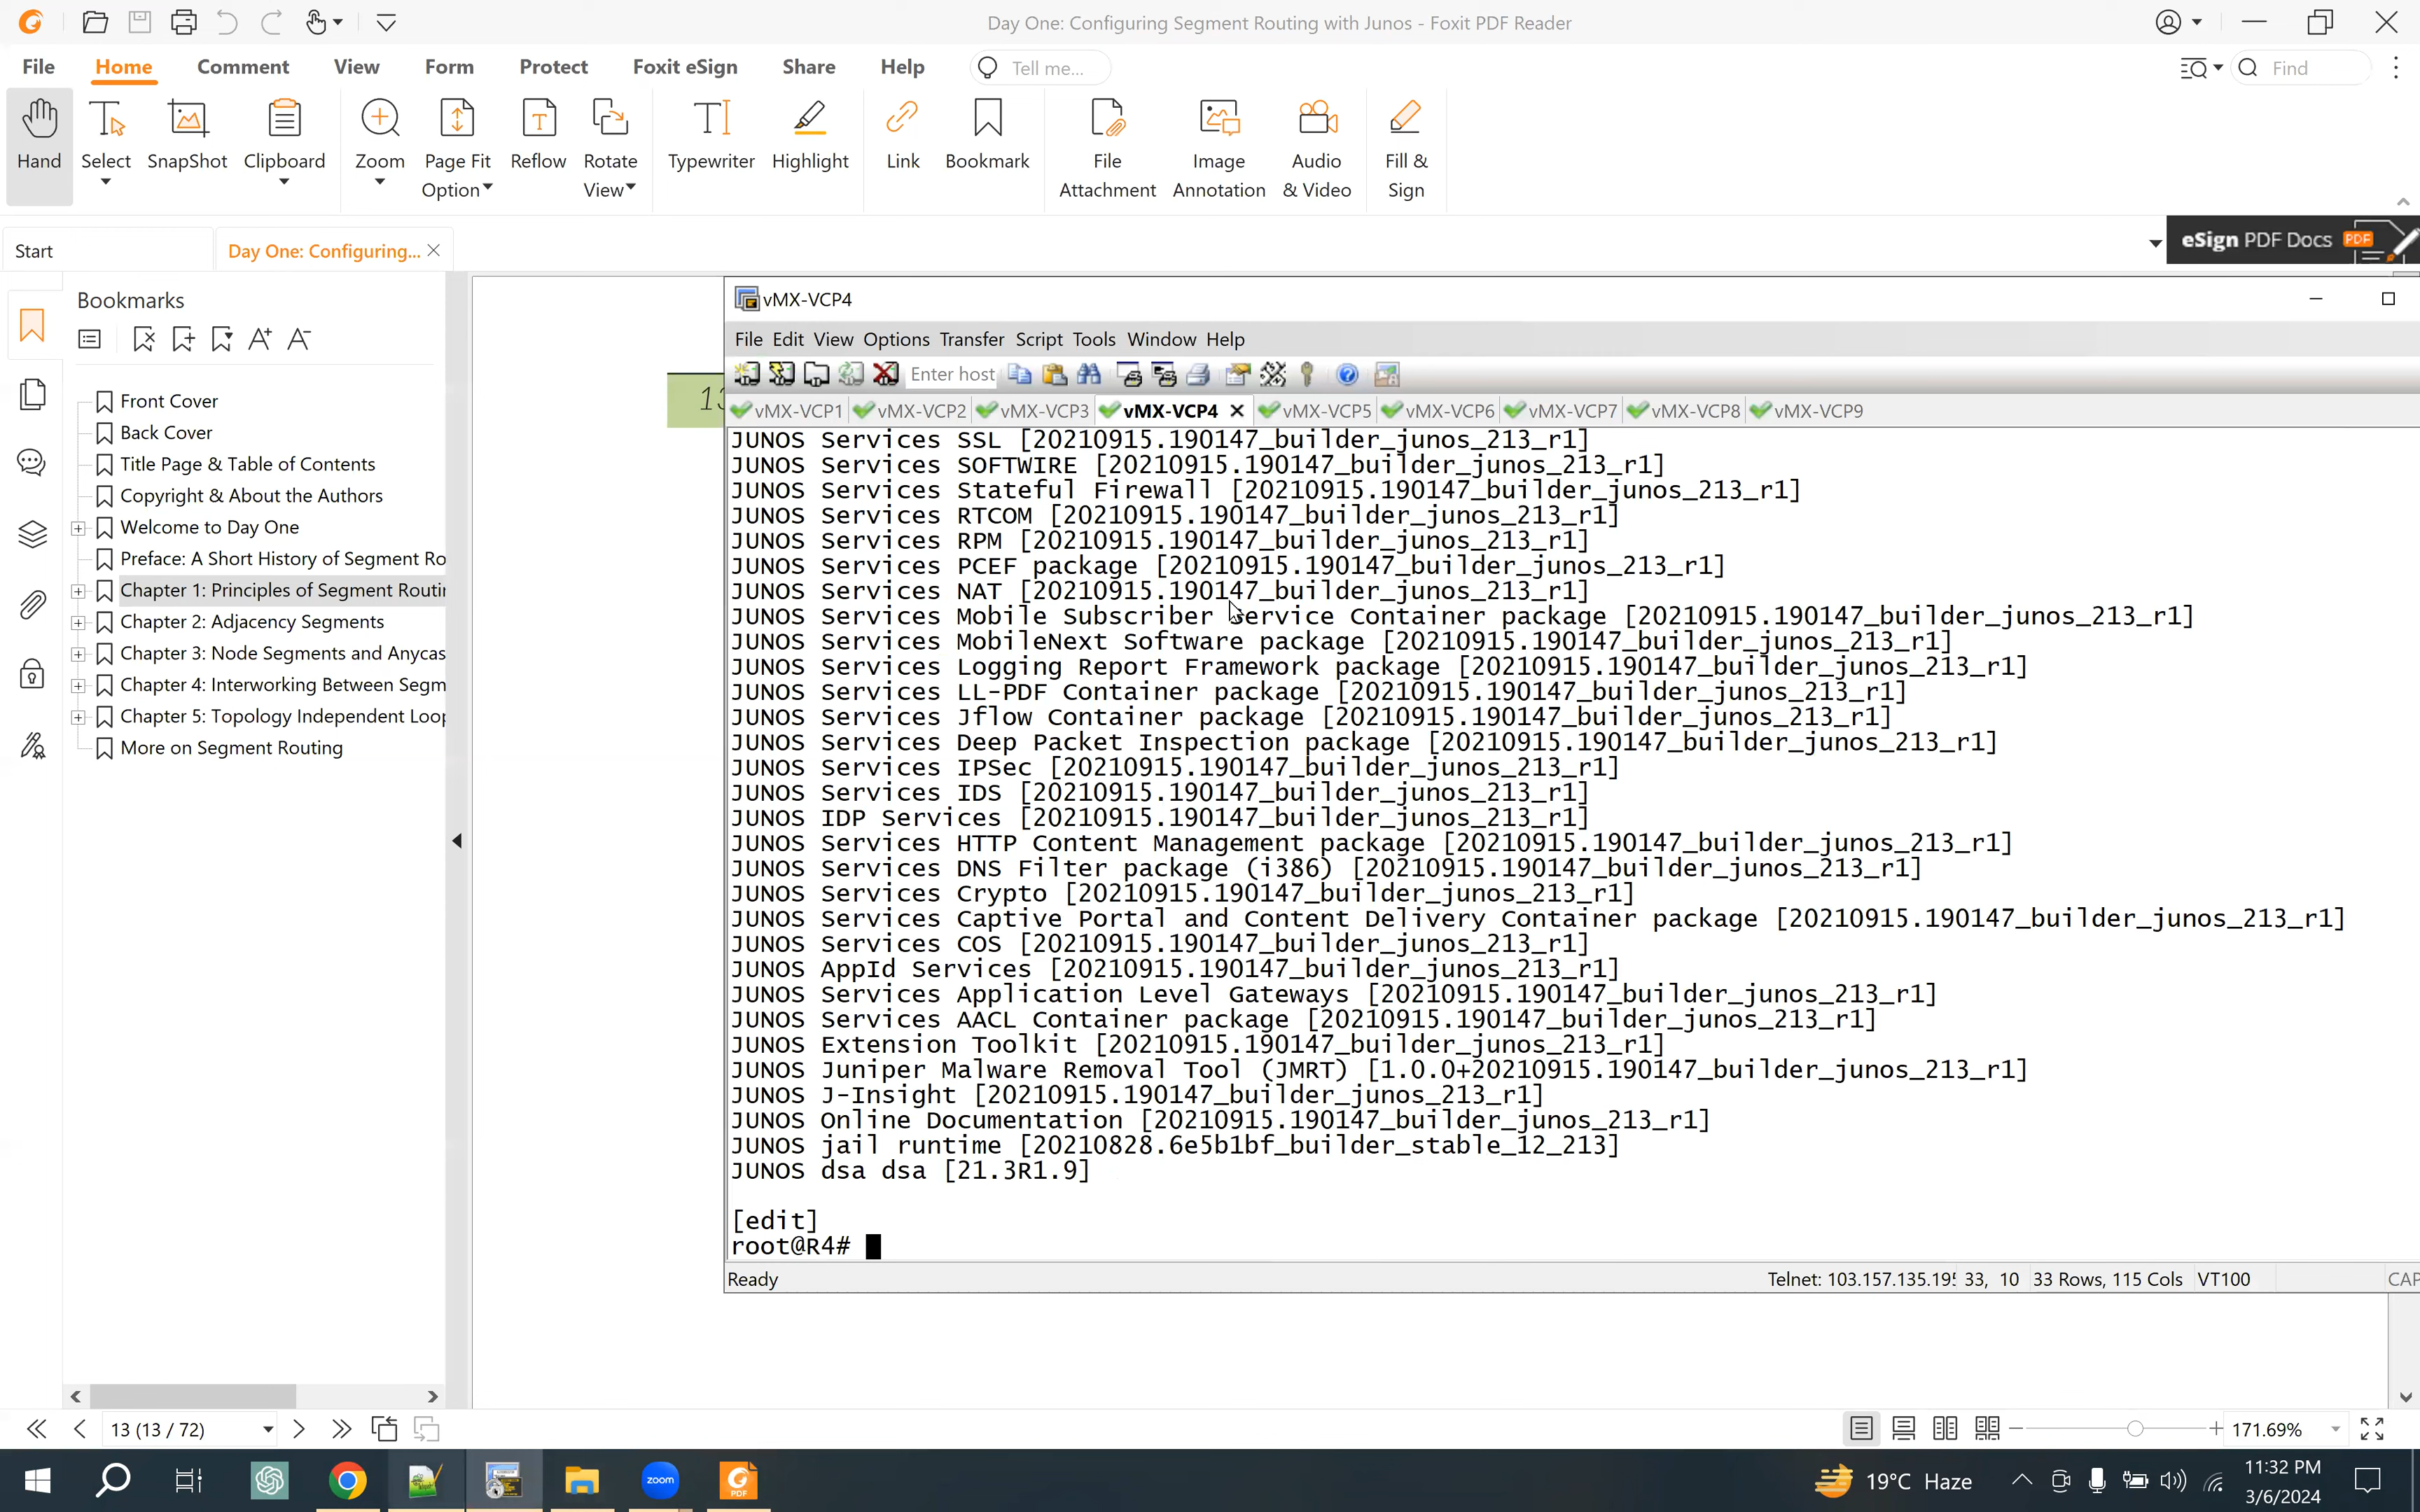 Day One: Configuring Segment Routing with Junos - Foxit PDF Reader
File Home Comment View Form Protect Foxit eSign Share Help Tell me... Find
Hand Select SnapShot Clipboard Zoom Page Fit Option Reflow Rotate View Typewriter Highlight Link Bookmark File Attachment Image Annotation Audio & Video Fill & Sign
Start Day One: Configuring... eSign PDF Docs PDF
Bookmarks
Front Cover
Back Cover
Title Page & Table of Contents
Copyright & About the Authors
Welcome to Day One
Preface: A Short History of Segment Ro
Chapter 1: Principles of Segment Routi
Chapter 2: Adjacency Segments
Chapter 3: Node Segments and Anycas
Chapter 4: Interworking Between Segm
Chapter 5: Topology Independent Loop
More on Segment Routing
vMX-VCP4
File Edit View Options Transfer Script Tools Window Help
Enter host
vMX-VCP1 vMX-VCP2 vMX-VCP3 vMX-VCP4 vMX-VCP5 vMX-VCP6 vMX-VCP7 vMX-VCP8 vMX-VCP9
JUNOS Services SSL [20210915.190147_builder_junos_213_r1]
JUNOS Services SOFTWIRE [20210915.190147_builder_junos_213_r1]
JUNOS Services Stateful Firewall [20210915.190147_builder_junos_213_r1]
JUNOS Services RTCOM [20210915.190147_builder_junos_213_r1]
JUNOS Services RPM [20210915.190147_builder_junos_213_r1]
JUNOS Services PCEF package [20210915.190147_builder_junos_213_r1]
JUNOS Services NAT [20210915.190147_builder_junos_213_r1]
JUNOS Services Mobile Subscriber Service Container package [20210915.190147_builder_junos_213_r1]
JUNOS Services MobileNext Software package [20210915.190147_builder_junos_213_r1]
JUNOS Services Logging Report Framework package [20210915.190147_builder_junos_213_r1]
JUNOS Services LL-PDF Container package [20210915.190147_builder_junos_213_r1]
JUNOS Services Jflow Container package [20210915.190147_builder_junos_213_r1]
JUNOS Services Deep Packet Inspection package [20210915.190147_builder_junos_213_r1]
JUNOS Services IPSec [20210915.190147_builder_junos_213_r1]
JUNOS Services IDS [20210915.190147_builder_junos_213_r1]
JUNOS IDP Services [20210915.190147_builder_junos_213_r1]
JUNOS Services HTTP Content Management package [20210915.190147_builder_junos_213_r1]
JUNOS Services DNS Filter package (i386) [20210915.190147_builder_junos_213_r1]
JUNOS Services Crypto [20210915.190147_builder_junos_213_r1]
JUNOS Services Captive Portal and Content Delivery Container package [20210915.190147_builder_junos_213_r1]
JUNOS Services COS [20210915.190147_builder_junos_213_r1]
JUNOS AppId Services [20210915.190147_builder_junos_213_r1]
JUNOS Services Application Level Gateways [20210915.190147_builder_junos_213_r1]
JUNOS Services AACL Container package [20210915.190147_builder_junos_213_r1]
JUNOS Extension Toolkit [20210915.190147_builder_junos_213_r1]
JUNOS Juniper Malware Removal Tool (JMRT) [1.0.0+20210915.190147_builder_junos_213_r1]
JUNOS J-Insight [20210915.190147_builder_junos_213_r1]
JUNOS Online Documentation [20210915.190147_builder_junos_213_r1]
JUNOS jail runtime [20210828.6e5b1bf_builder_stable_12_213]
JUNOS dsa dsa [21.3R1.9]
[edit]
root@R4#
Ready Telnet: 103.157.135.195 33, 10 33 Rows, 115 Cols VT100 CAP
13 (13 / 72) 171.69%
zoom PDF 19°C Haze 11:32 PM
3/6/2024